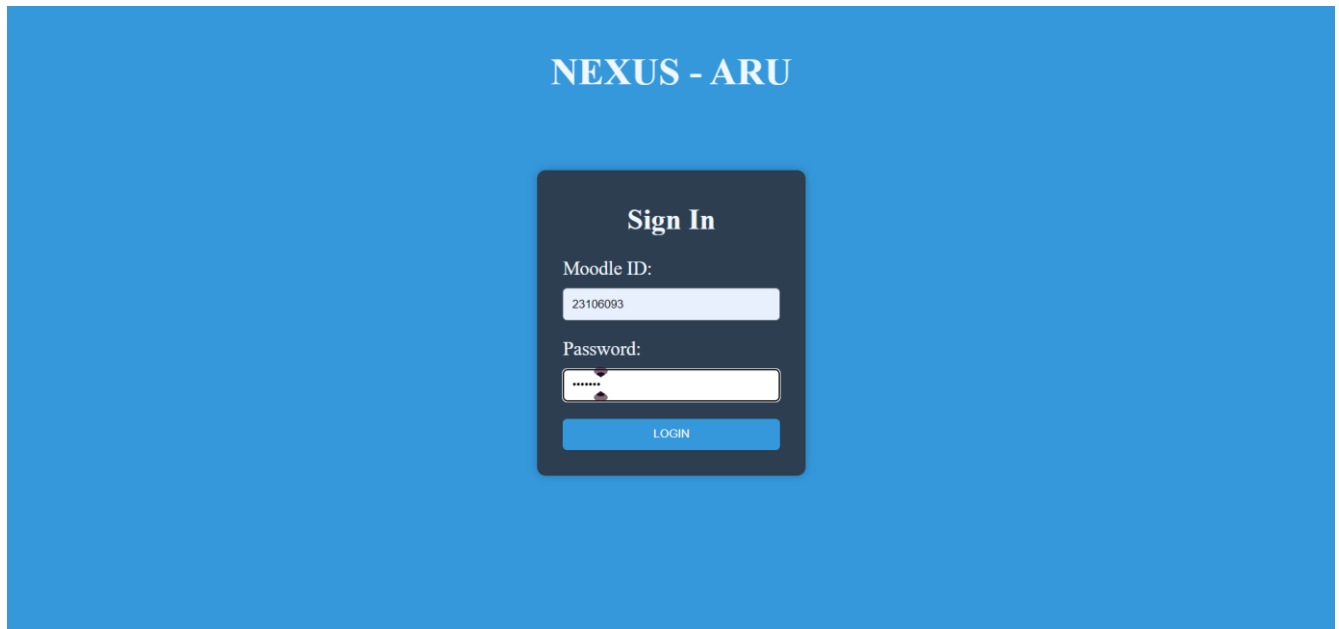 NEXUS - ARU
Sign In
Moodle ID:
23106093
Password:
•••••••
LOGIN